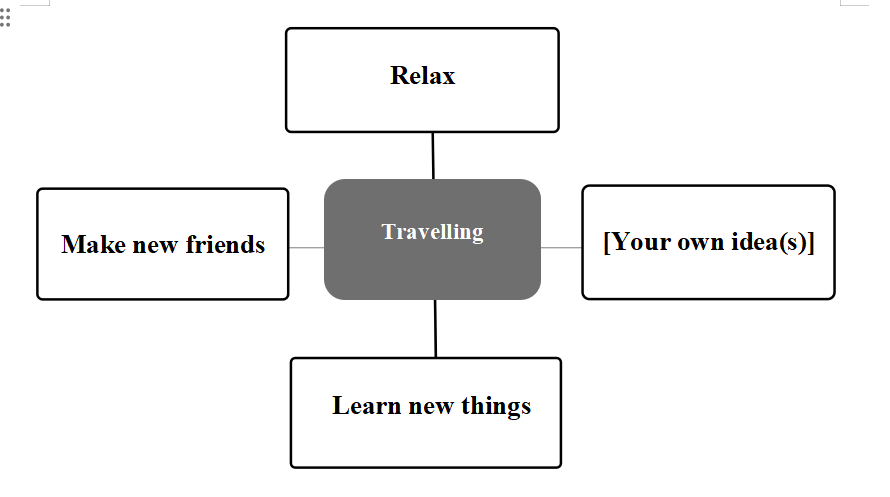 Relax
Make new friends
Travelling
[Your own idea(s)]
Learn new things